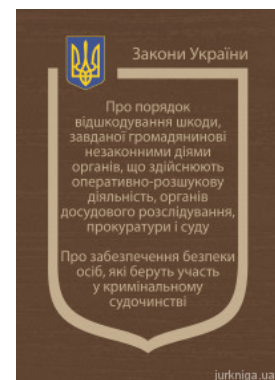 Закони України
Про порядок
відшкодування шкоди,
завданої громадянинові
незаконними діями
органів, що здійснюють
оперативно-розшукову
діяльність, органів
досудового розслідування,
прокуратури і суду
Про забезпечення безпеки
осіб, які беруть участь
у кримінальному
судочинстві
jurkniga.ua